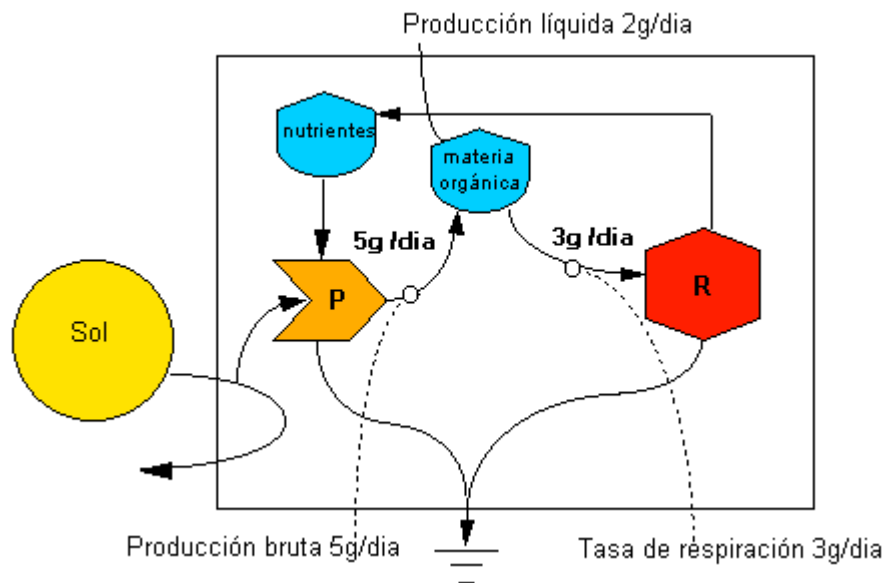 Producción líquida 2g/dia
nutrientes
materia
orgánica
5g/dia
3g/dia
P
R
Sol
Producción bruta 5g/dia
Tasa de respiración 3g/dia